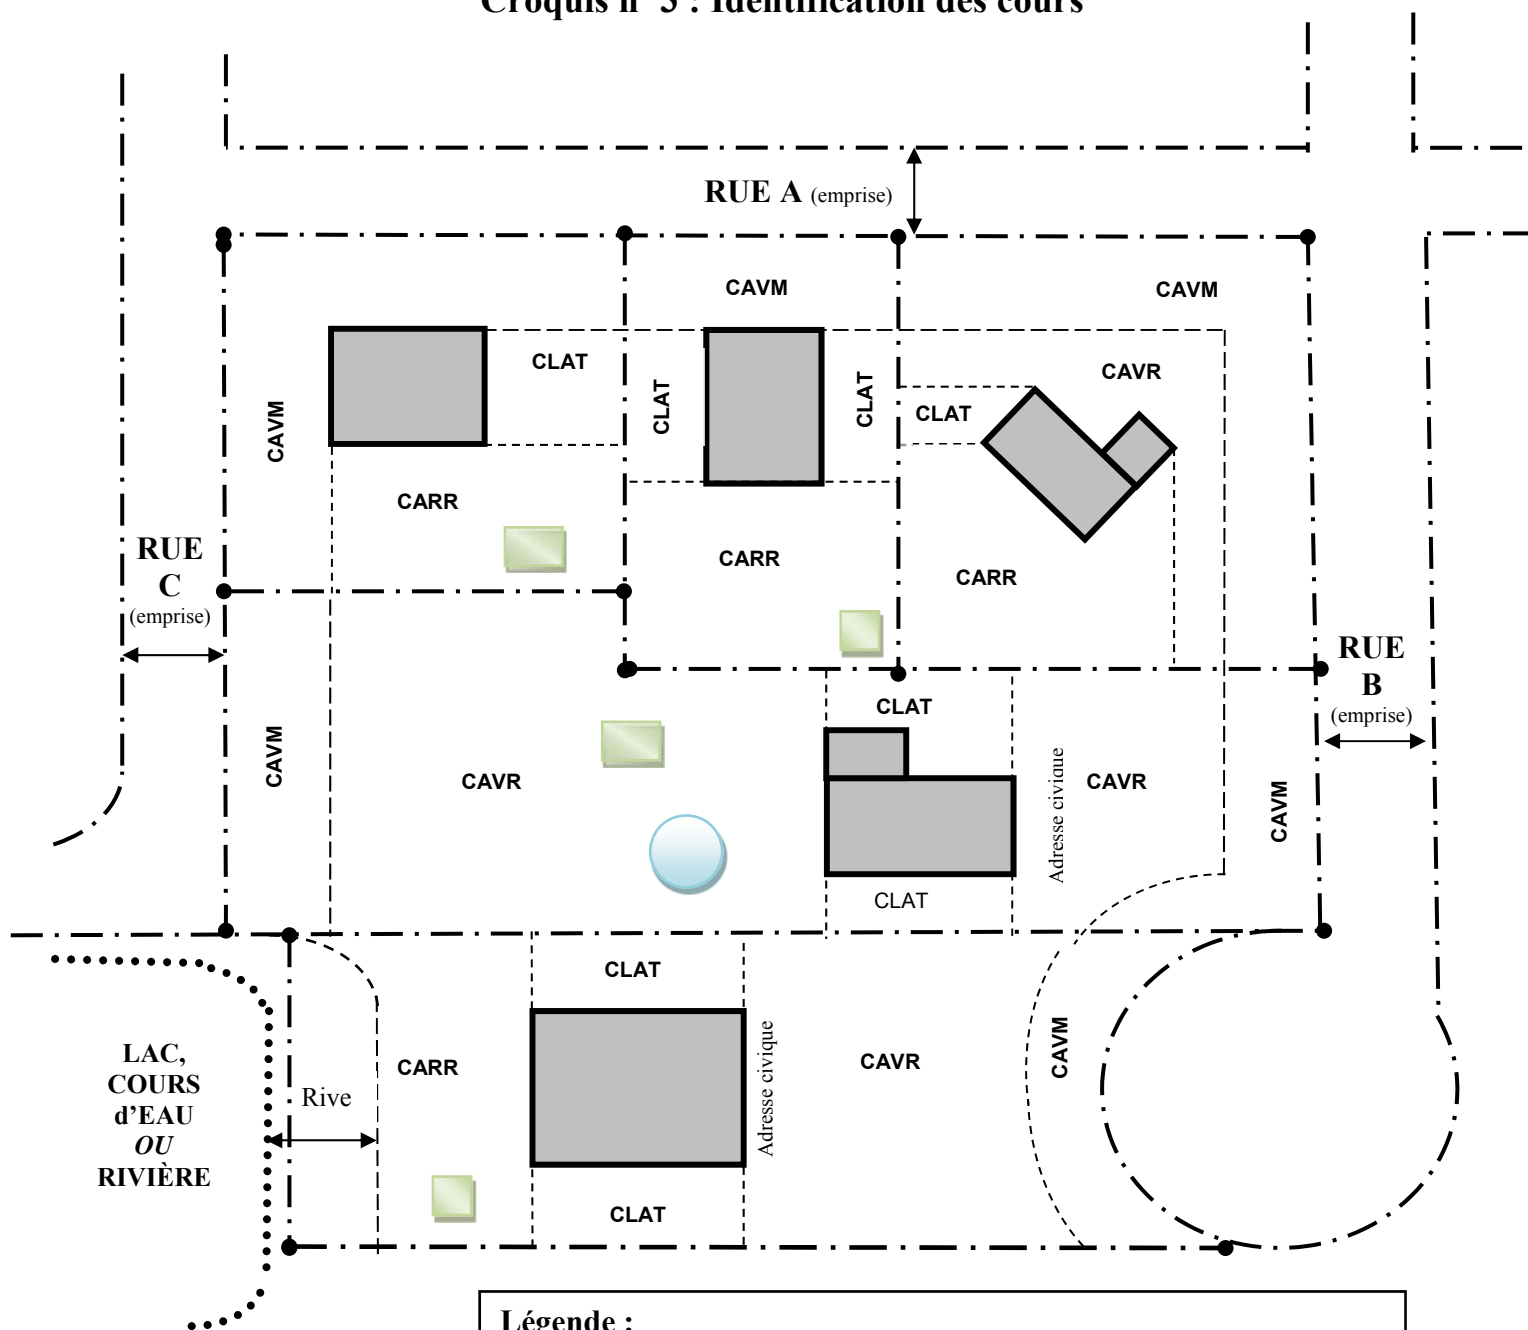 Croquis n° 3 : Identification des cours
RUE A (emprise)
CAVM
CAVM
CLAT
CAVR
CLAT
CLAT
CLAT
CAVM
CARR
CARR
CARR
RUE
C
(emprise)
RUE
B
(emprise)
CLAT
CAVM
CAVR
Adresse civique
CAVR
CAVM
CLAT
CLAT
LAC,
COURS
d'EAU
OU
RIVIÈRE
Rive
CARR
Adresse civique
CAVR
CAVM
CLAT
Légende :